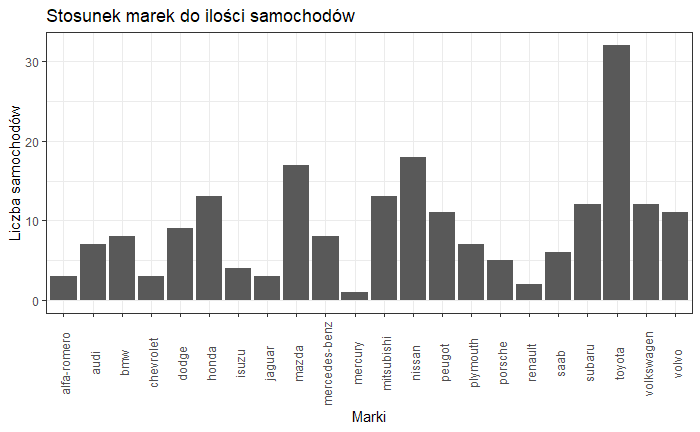 Stosunek marek do ilości samochodów
Liczba samochodów
30
20
10
0
alfa-romero
audi
bmw
chevrolet
dodge
honda
isuzu
jaguar
mazda
mercedes-benz
mercury
mitsubishi
nissan
peugot
plymouth
porsche
renault
saab
subaru
toyota
volkswagen
volvo
Marki